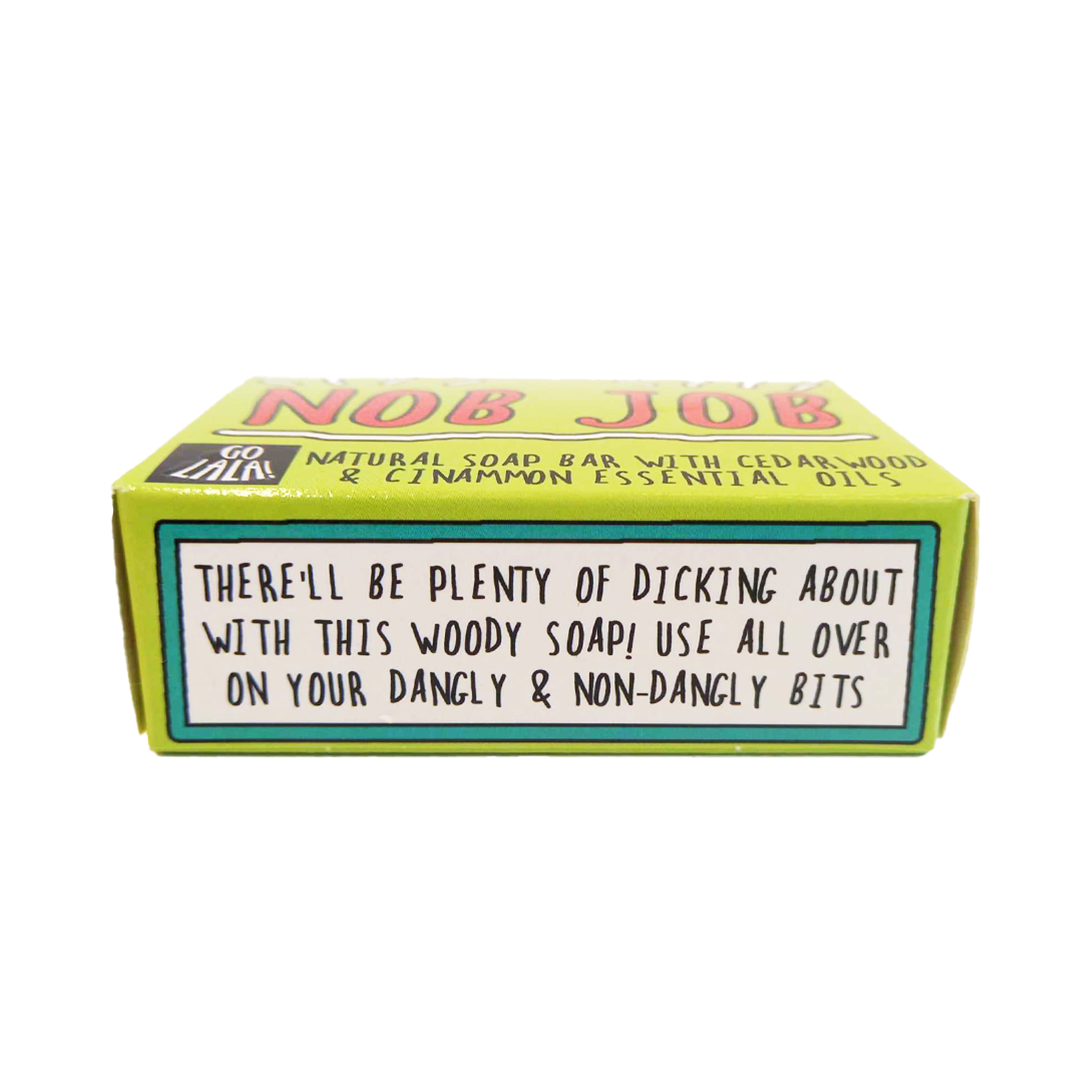 NOB JOB
GO
LALA!
NATURAL SOAP BAR WITH CEDARWOOD
& CINAMMON ESSENTIAL OILS
THERE'LL BE PLENTY OF DICKING ABOUT
WITH THIS WOODY SOAP! USE ALL OVER
ON YOUR DANGLY & NON-DANGLY BITS